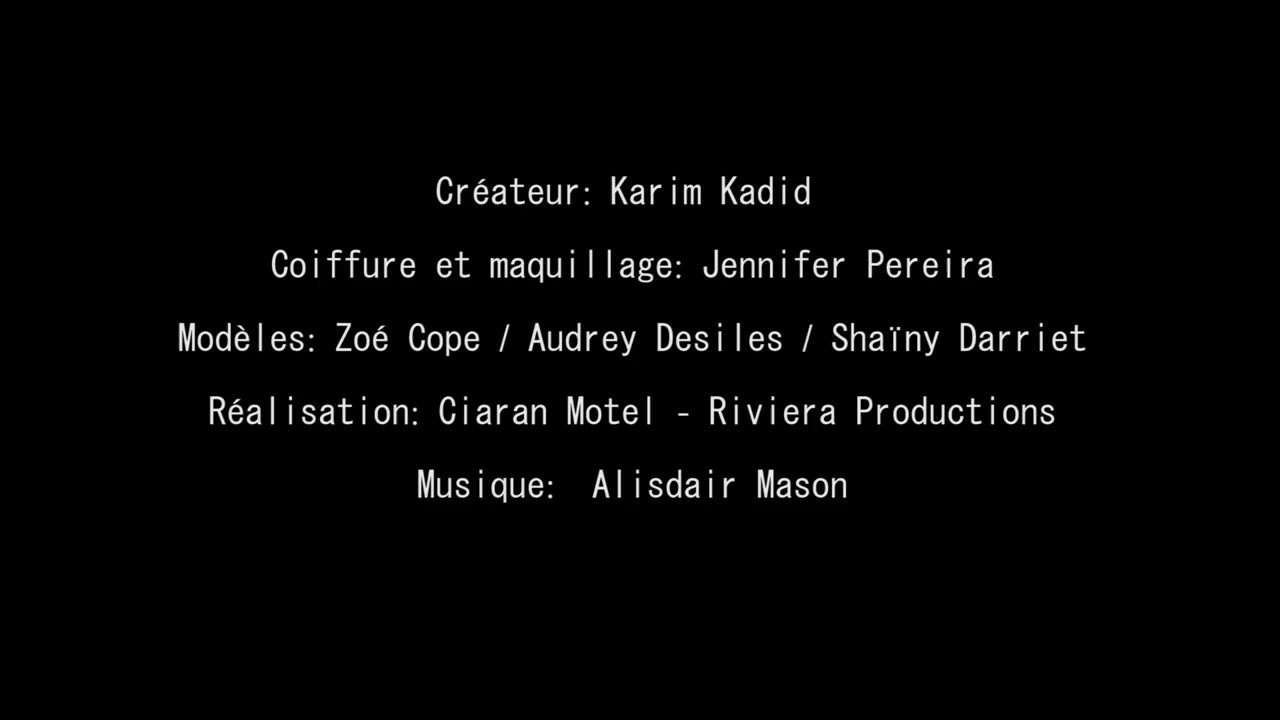 Créateur: Karim Kadid
Coiffure et maquillage: Jennifer Pereira
Modèles: Zoé Cope / Audrey Desiles / Shaïny Darriet
Réalisation: Ciaran Motel - Riviera Productions
Musique: Alisdair Mason